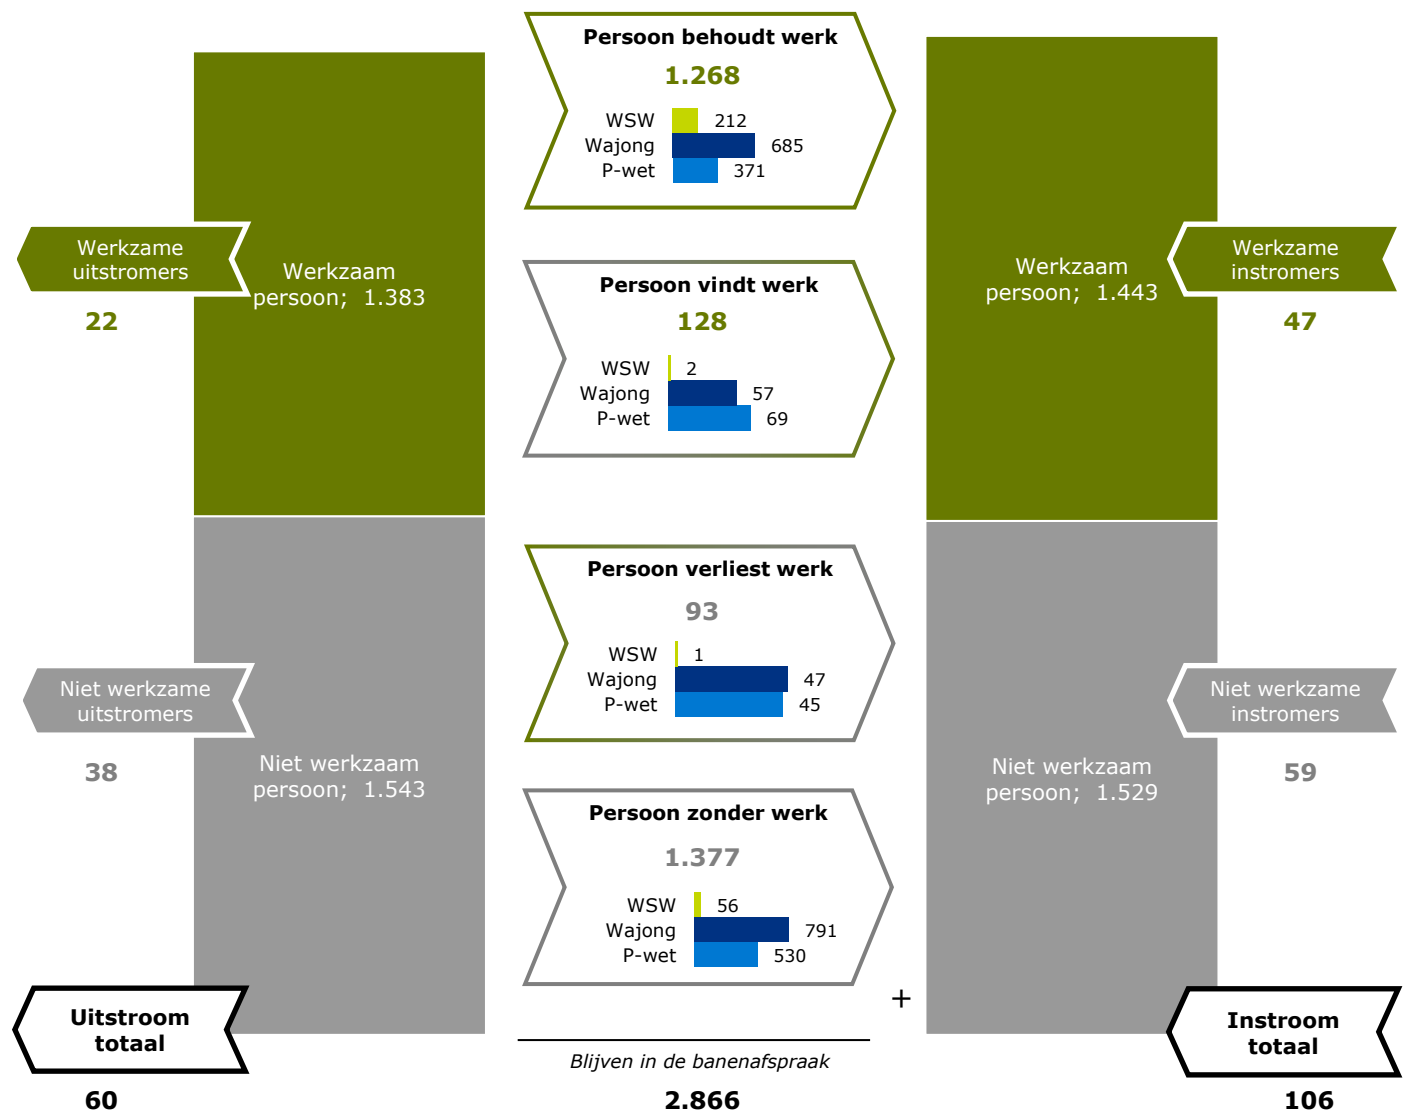 Werkzame
uitstromers
22
Werkzaam
persoon; 1.383
Niet werkzame
uitstromers
38
Niet werkzaam
persoon; 1.543
Uitstroom
totaal
60
Persoon behoudt werk
1.268
WSW 212
Wajong 685
P-wet 371
Persoon vindt werk
128
WSW 2
Wajong 57
P-wet 69
Persoon verliest werk
93
WSW 1
Wajong 47
P-wet 45
Persoon zonder werk
1.377
WSW 56
Wajong 791
P-wet 530
+
Blijven in de banenafspraak
2.866
Werkzaam
persoon; 1.443
Werkzame
instromers
47
Niet werkzaam
persoon; 1.529
Niet werkzame
instromers
59
Instroom
totaal
106